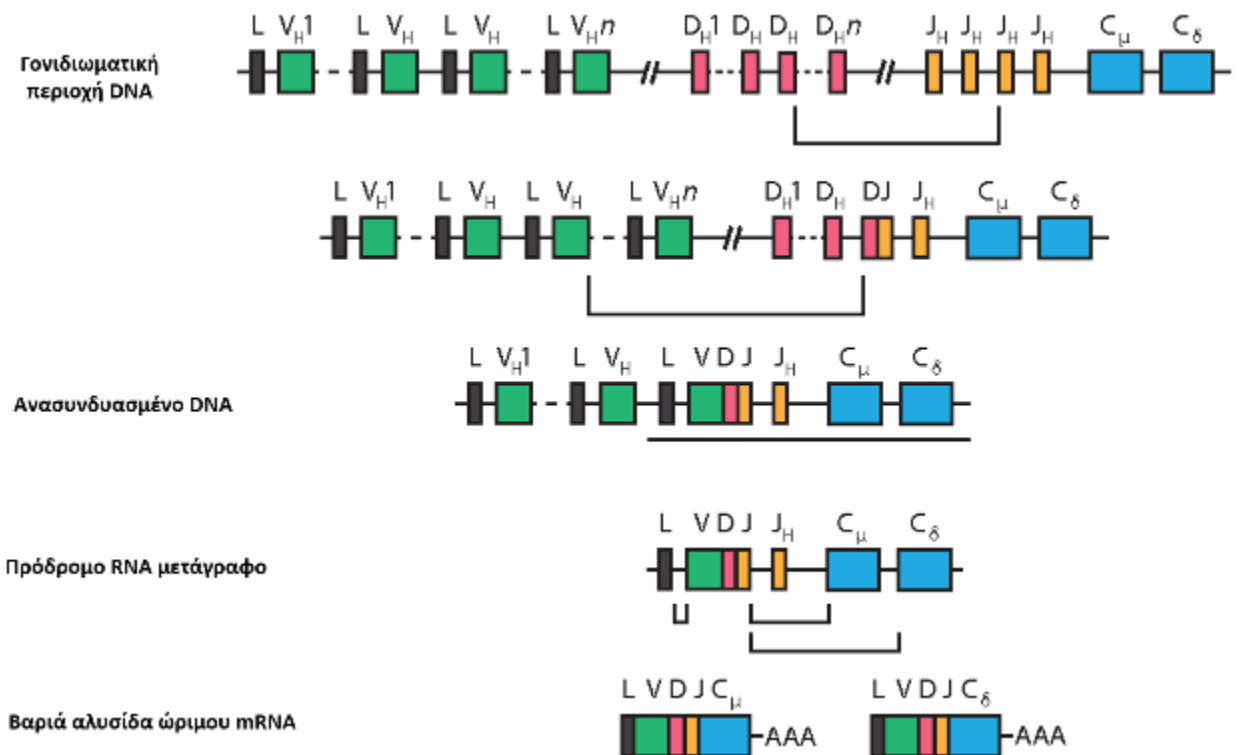 L V_H1 L V_H L V_H L V_Hn D_H1 D_H D_H D_Hn J_H J_H J_H J_H C_μ C_δ
Γονιδιωματική
περιοχή DNA
L V_H1 L V_H L V_H L V_Hn D_H1 D_H DJ J_H C_μ C_δ
L V_H1 L V_H L V D J J_H C_μ C_δ
Ανασυνδυασμένο DNA
L V D J J_H C_μ C_δ
Πρόδρομο RNA μετάγραφο
L V D J C_μ L V D J C_δ
Βαριά αλυσίδα ώριμου mRNA
AAA AAA